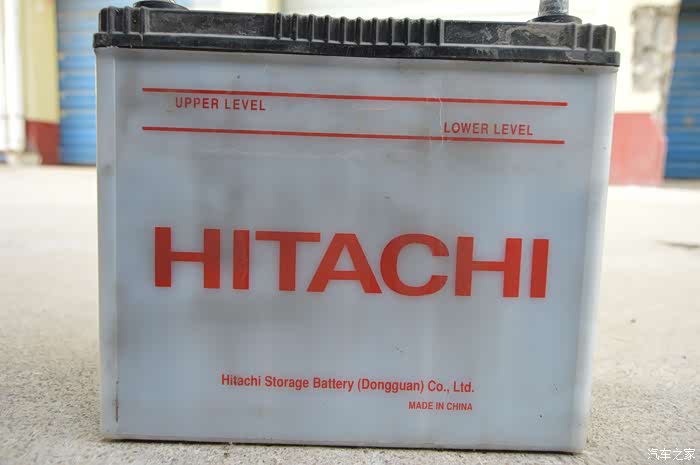 UPPER LEVEL
LOWER LEVEL
HITACHI
Hitachi Storage Battery (Dongguan) Co., Ltd.
MADE IN CHINA
汽车之家